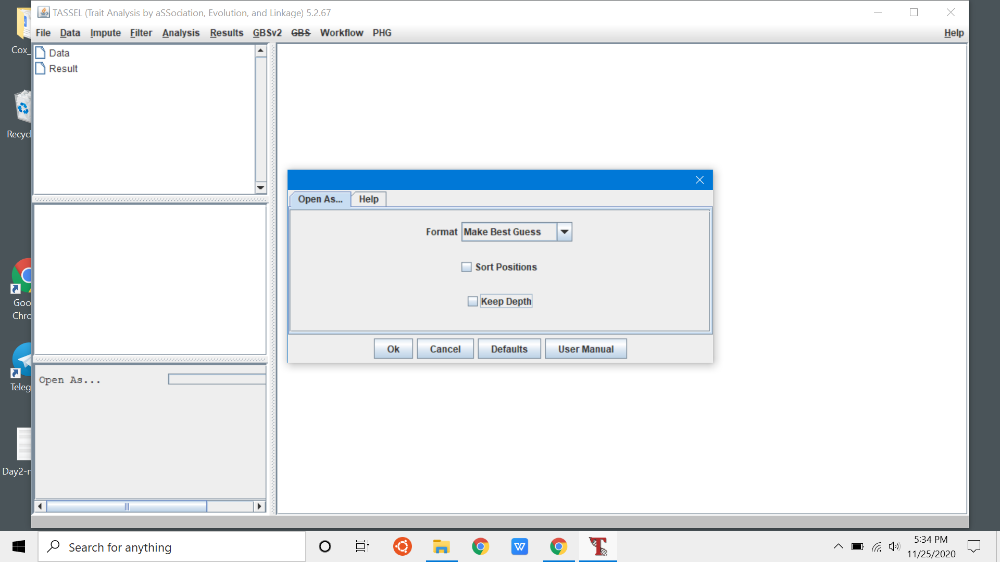 TASSEL (Trait Analysis by aSSociation, Evolution, and Linkage) 5.2.67
File Data Impute Filter Analysis Results GBSv2 GBS Workflow PHG Help
Data
Result
Cox_
Recycl
Goo
Chro
Teleg
Day2-n
Open As... Help
Format Make Best Guess
Sort Positions
Keep Depth
Ok Cancel Defaults User Manual
Open As...
Search for anything
5:34 PM
11/25/2020